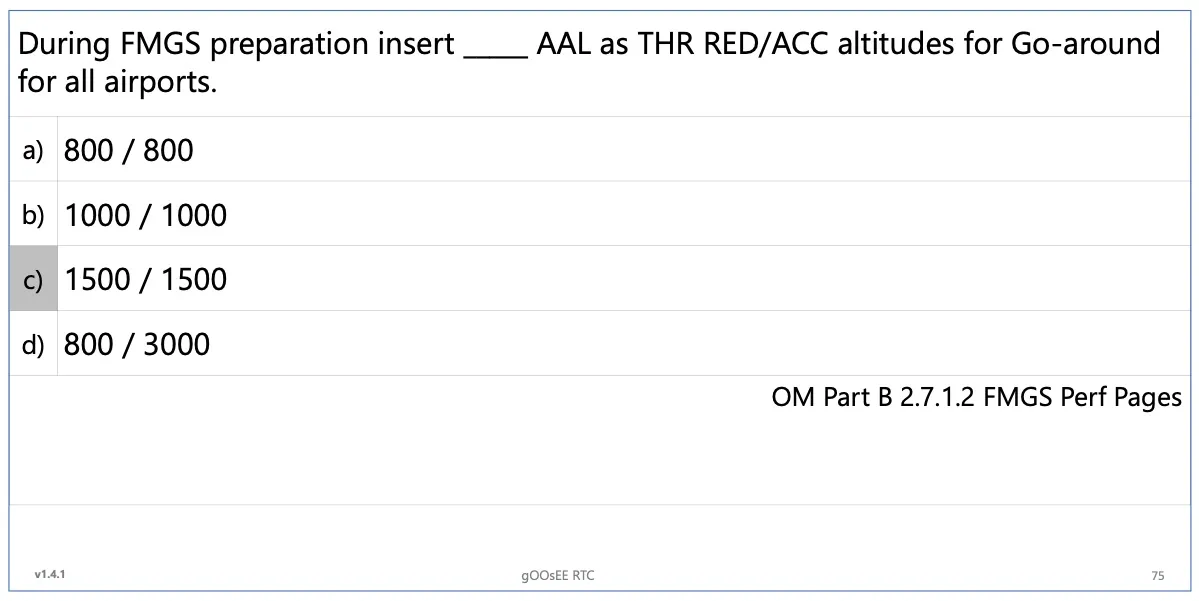 During FMGS preparation insert _____ AAL as THR RED/ACC altitudes for Go-around
for all airports.
a) 800 / 800
b) 1000 / 1000
c) 1500 / 1500
d) 800 / 3000
OM Part B 2.7.1.2 FMGS Perf Pages
v1.4.1 gOOsEE RTC 75